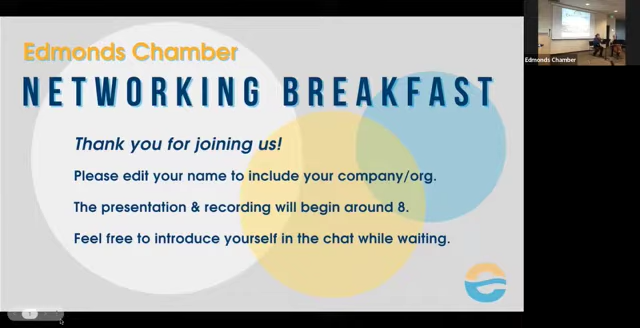 Edmonds Chamber
NETWORKING BREAKFAST
Thank you for joining us!
Please edit your name to include your company/org.
The presentation & recording will begin around 8.
Feel free to introduce yourself in the chat while waiting.
Edmonds Chamber
1